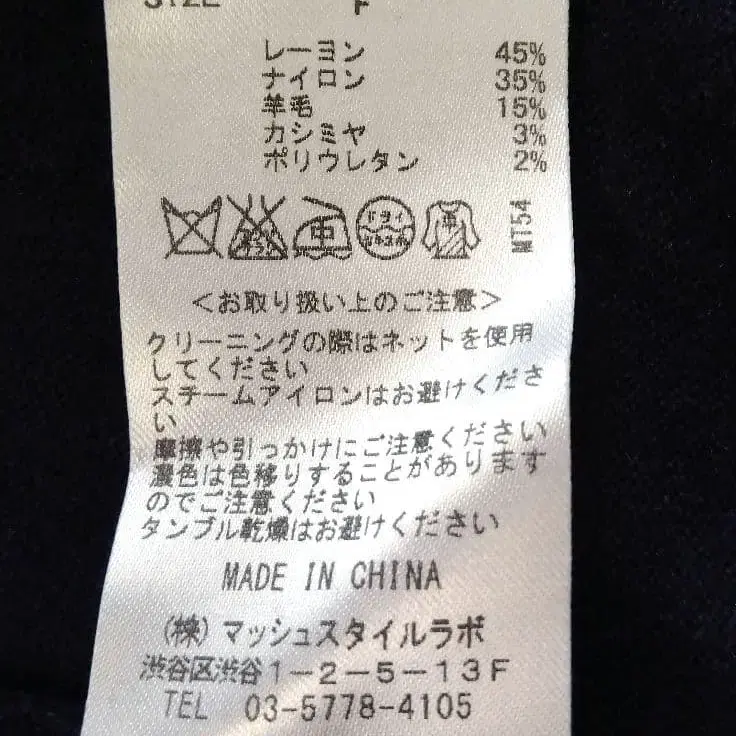 SIZE F
レーヨン 45%
ナイロン 35%
羊毛 15%
カシミヤ 3%
ポリウレタン 2%
中
ドライ
平
MT54
<お取り扱い上のご注意>
クリーニングの際はネットを使用
してください
スチームアイロンはお避けくださ
い
摩擦や引っかけにご注意ください
濃色は色移りすることがあります
のでご注意ください
タンブル乾燥はお避けください
MADE IN CHINA
(株)マッシュスタイルラボ
渋谷区渋谷1-2-5-13F
TEL 03-5778-4105